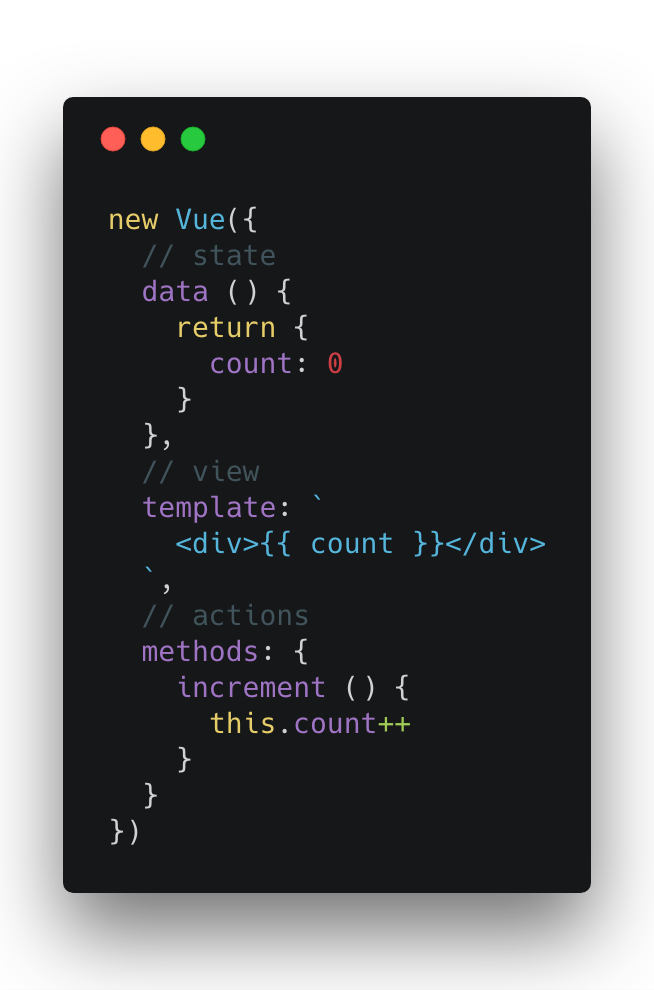 new Vue({
  // state
  data () {
    return {
      count: 0
    }
  },
  // view
  template: `
    <div>{{ count }}</div>
  `,
  // actions
  methods: {
    increment () {
      this.count++
    }
  }
})